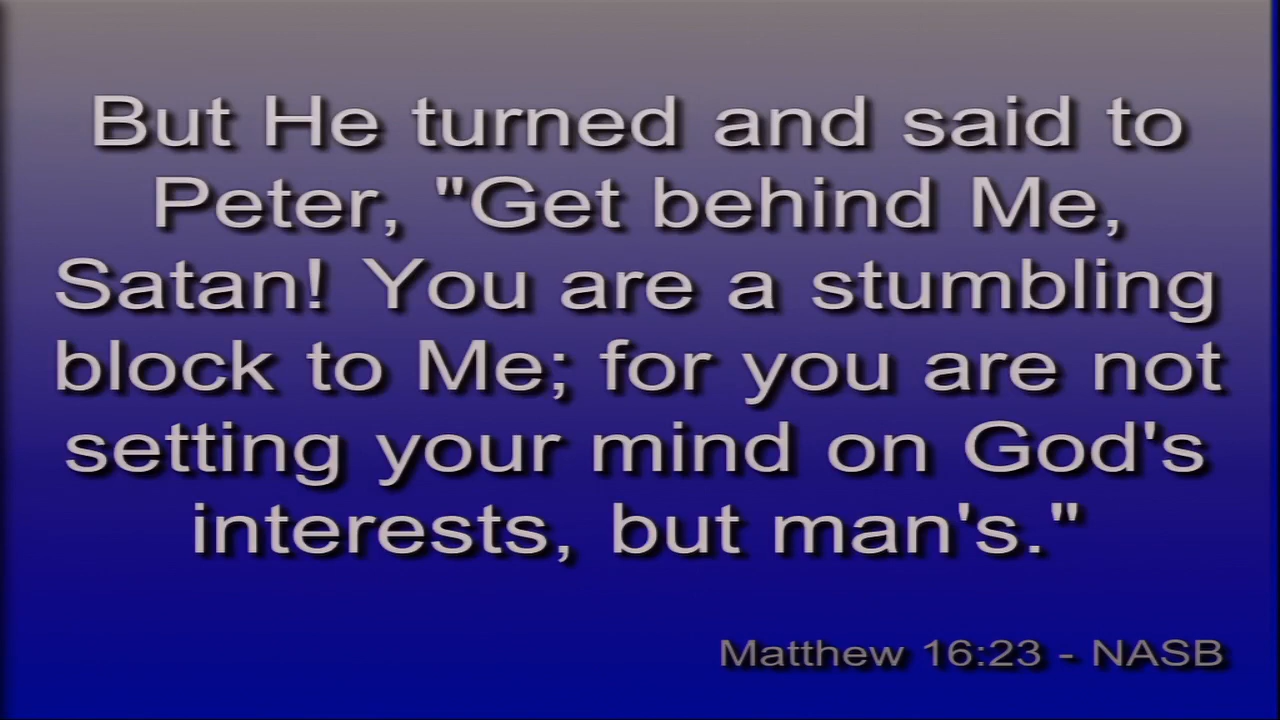 But He turned and said to
Peter, "Get behind Me,
Satan! You are a stumbling
block to Me; for you are not
setting your mind on God's
interests, but man's."
Matthew 16:23 - NASB